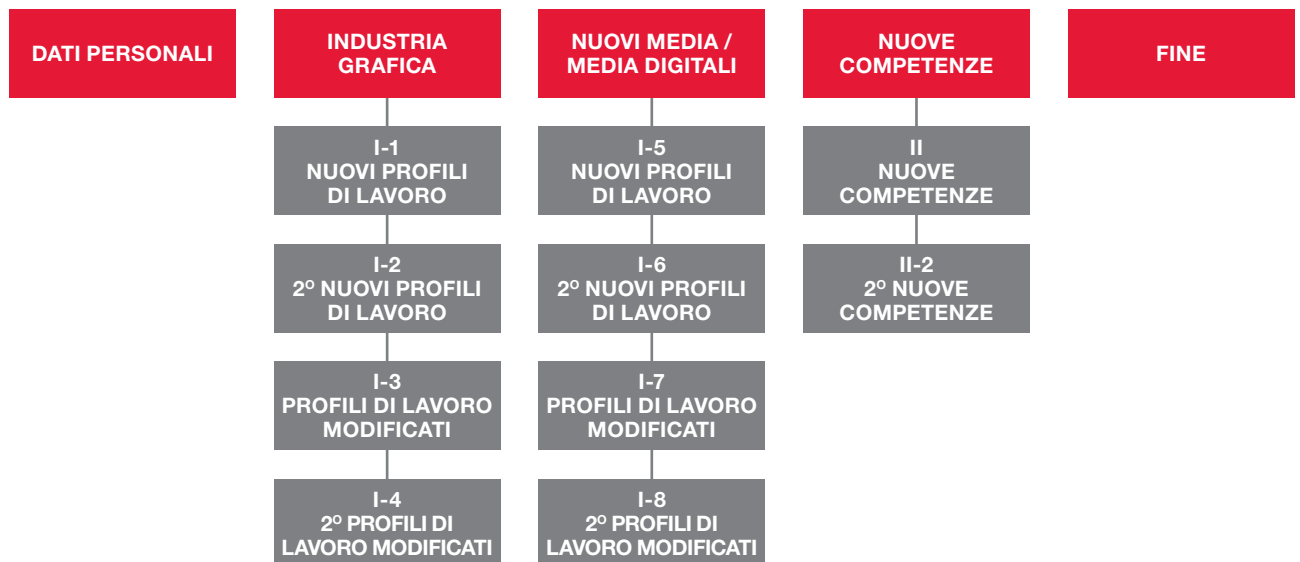 DATI PERSONALI
INDUSTRIA
GRAFICA
NUOVI MEDIA /
MEDIA DIGITALI
NUOVE
COMPETENZE
FINE
I-1
NUOVI PROFILI
DI LAVORO
I-5
NUOVI PROFILI
DI LAVORO
II
NUOVE
COMPETENZE
I-2
2º NUOVI PROFILI
DI LAVORO
I-6
2º NUOVI PROFILI
DI LAVORO
II-2
2º NUOVE
COMPETENZE
I-3
PROFILI DI LAVORO
MODIFICATI
I-7
PROFILI DI LAVORO
MODIFICATI
I-4
2º PROFILI DI
LAVORO MODIFICATI
I-8
2º PROFILI DI
LAVORO MODIFICATI